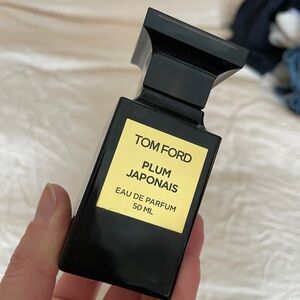 TOM FORD
PLUM
JAPONAIS
EAU DE PARFUM
50 ML